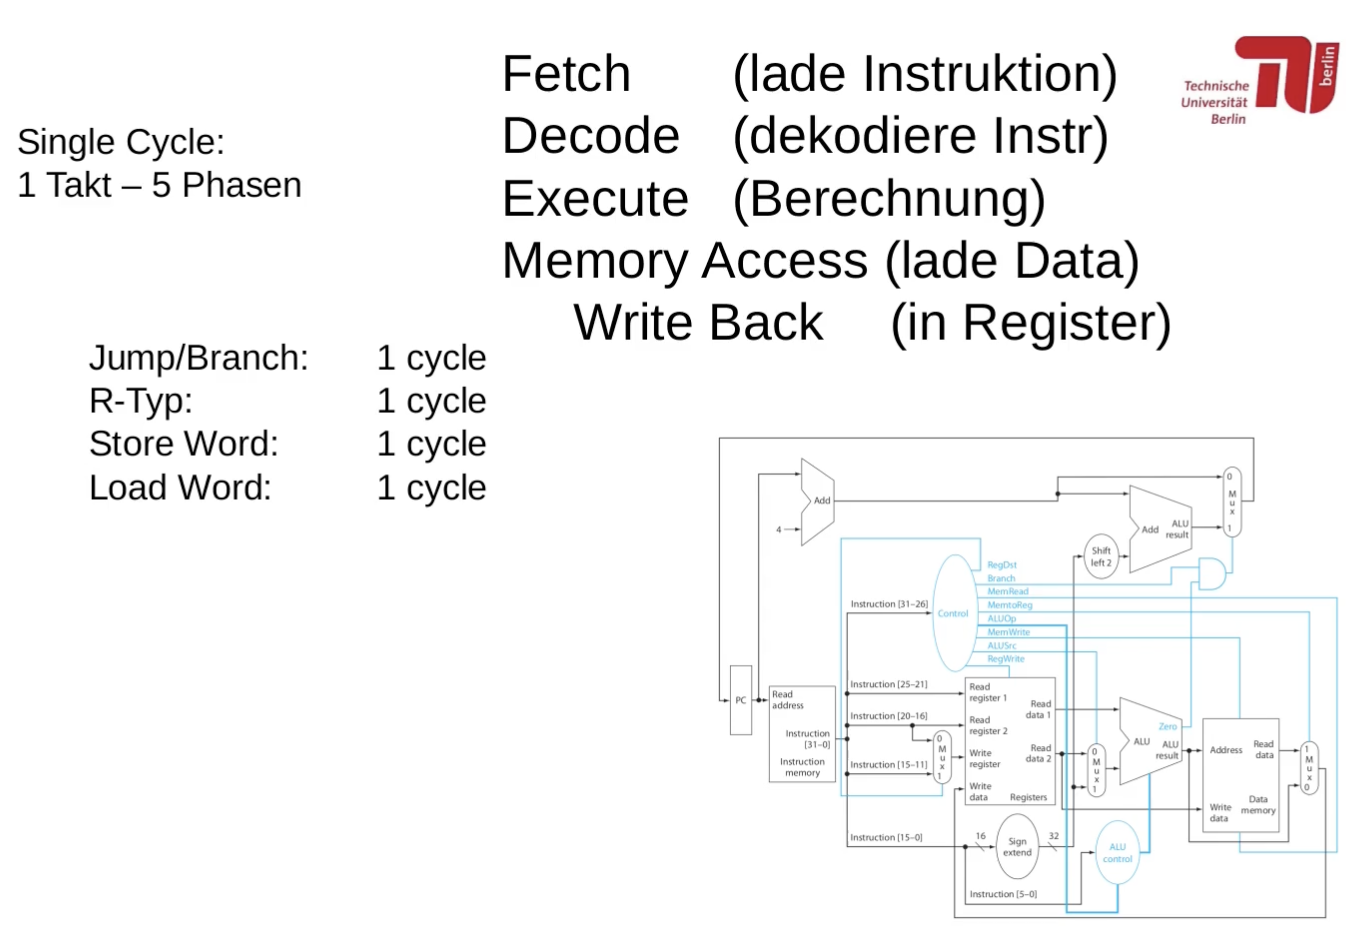 Fetch (lade Instruktion)
Decode (dekodiere Instr)
Execute (Berechnung)
Memory Access (lade Data)
Write Back (in Register)
Technische
Universität
Berlin
berlin
Single Cycle:
1 Takt – 5 Phasen
Jump/Branch: 1 cycle
R-Typ: 1 cycle
Store Word: 1 cycle
Load Word: 1 cycle
Add
4
Shift
left 2
Add
ALU
result
0
M
u
x
1
Control
RegDst
Branch
MemRead
MemtoReg
ALUOp
MemWrite
ALUSrc
RegWrite
Instruction [31–26]
Instruction [25–21]
Instruction [20–16]
Instruction [15–11]
Instruction [15–0]
Instruction [5–0]
PC
Read
address
Instruction
[31–0]
Instruction
memory
0
M
u
x
1
Read
register 1
Read
register 2
Write
register
Write
data
Read
data 1
Read
data 2
Registers
16
Sign
extend
32
0
M
u
x
1
Zero
ALU
ALU
result
ALU
control
Address
Read
data
Write
data
Data
memory
1
M
u
x
0